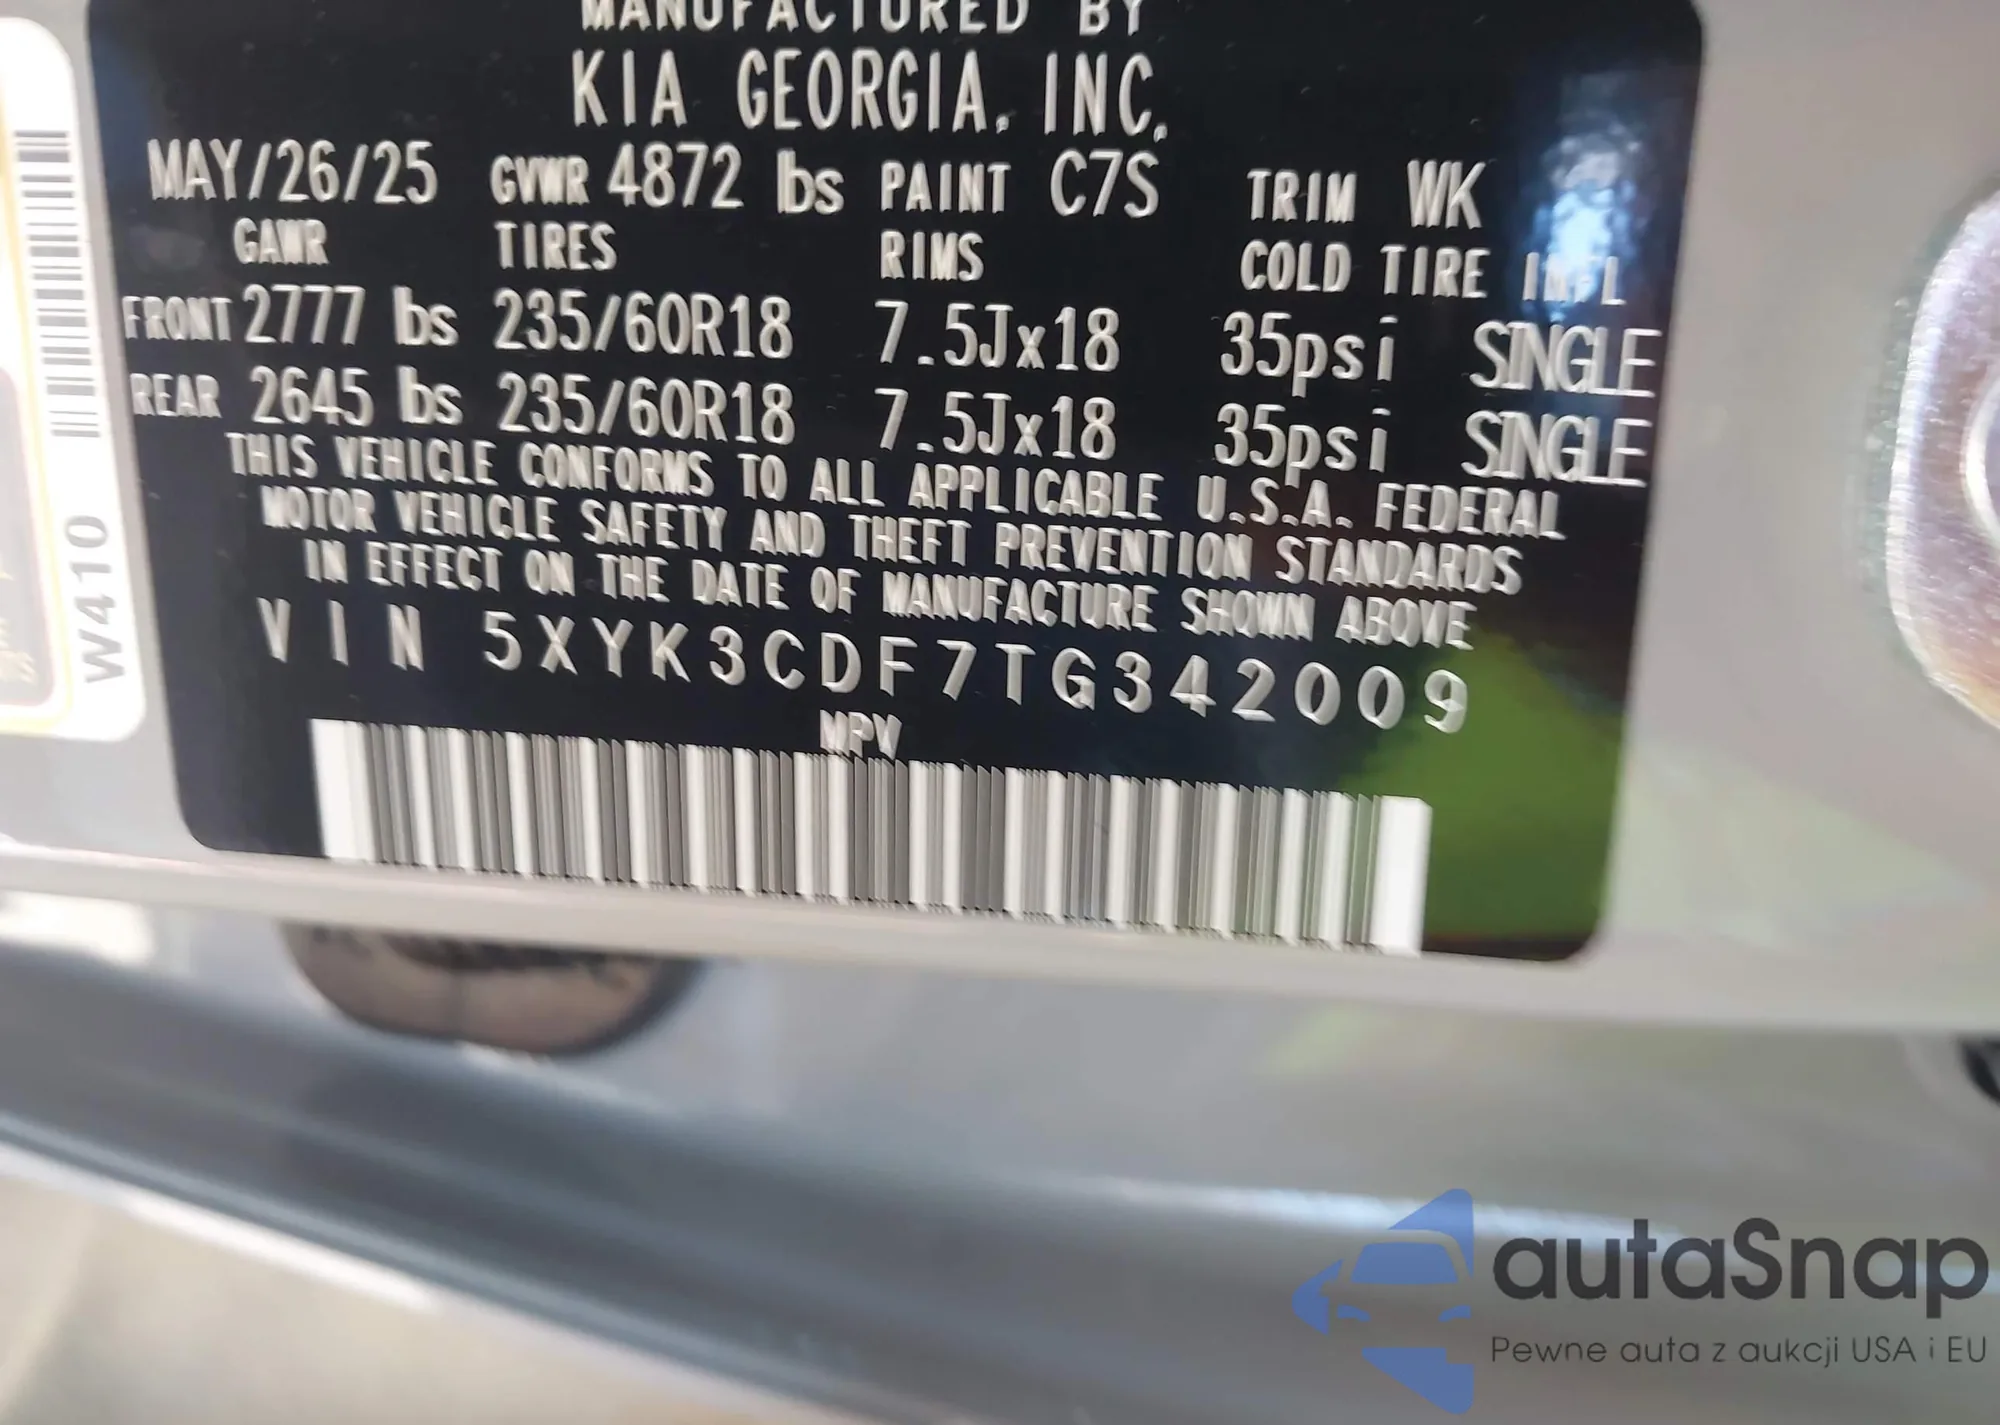 MANUFACTURED BY
KIA GEORGIA, INC.
MAY/26/25 GVWR 4872 lbs PAINT C7S TRIM WK
GAWR TIRES RIMS COLD TIRE INFL
FRONT 2777 lbs 235/60R18 7.5Jx18 35psi SINGLE
REAR 2645 lbs 235/60R18 7.5Jx18 35psi SINGLE
THIS VEHICLE CONFORMS TO ALL APPLICABLE U.S.A. FEDERAL
MOTOR VEHICLE SAFETY AND THEFT PREVENTION STANDARDS
IN EFFECT ON THE DATE OF MANUFACTURE SHOWN ABOVE
VIN 5XYK3CDF7TG342009
MPV
W410
autaSnap
Pewne auta z aukcji USA i EU